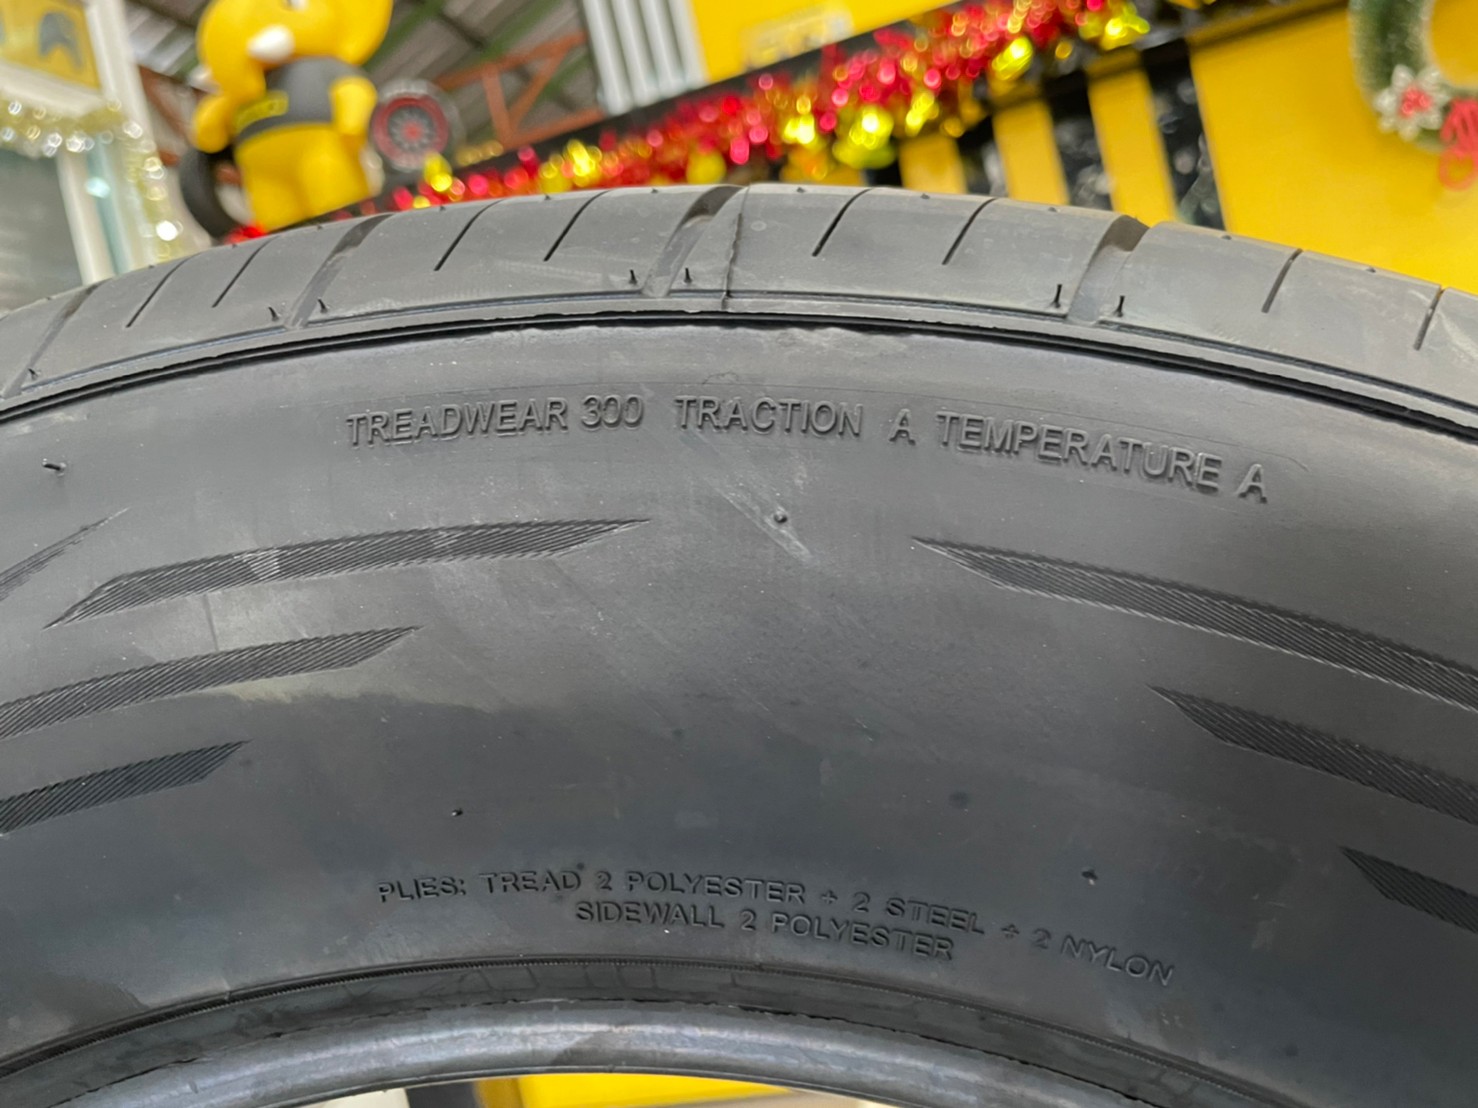 TREADWEAR 300 TRACTION A TEMPERATURE A
PLIES: TREAD 2 POLYESTER + 2 STEEL + 2 NYLON
SIDEWALL 2 POLYESTER